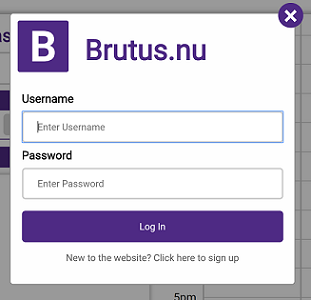 as
B
Brutus.nu
Username
Enter Username
Password
Enter Password
Log In
New to the website? Click here to sign up
5pm